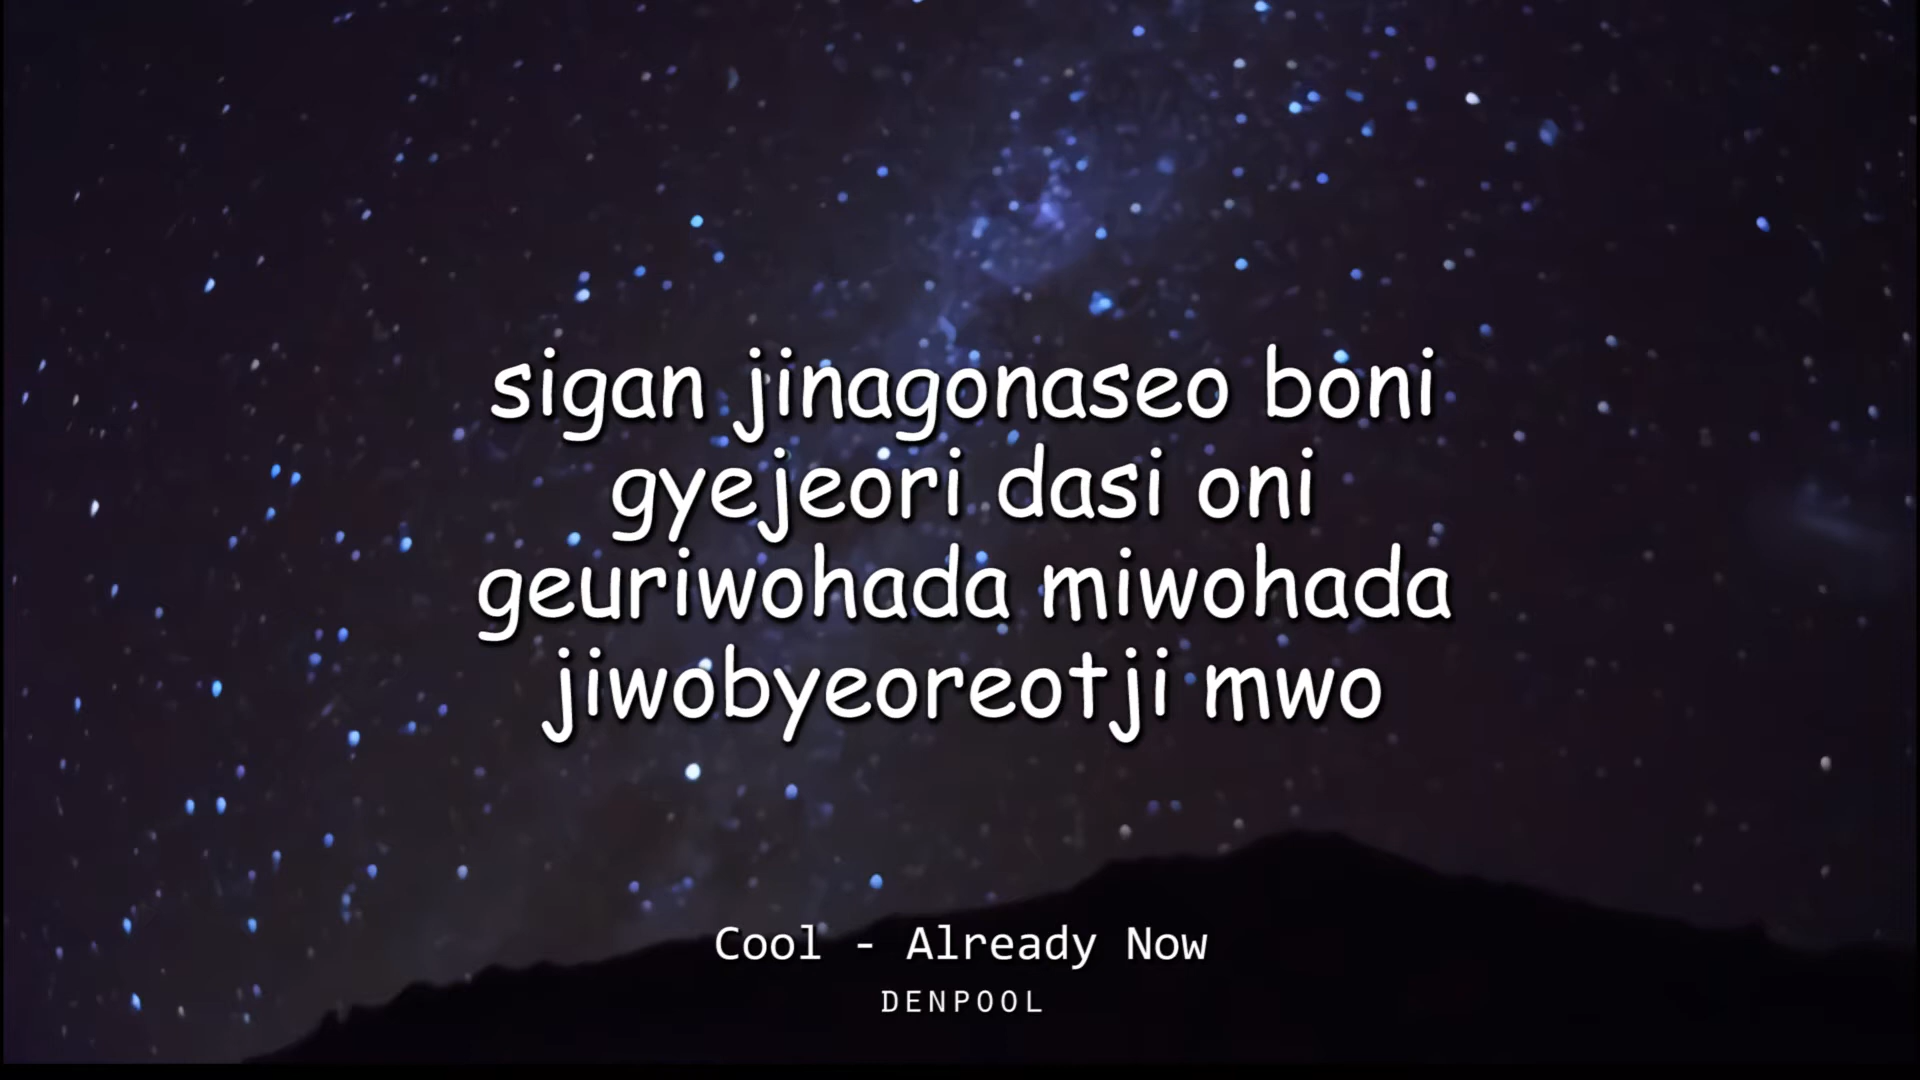 sigan jinagonaseo boni
gyejeori dasi oni
geuriwohada miwohada
jiwobyeoreotji mwo
Cool - Already Now
DENPOOL